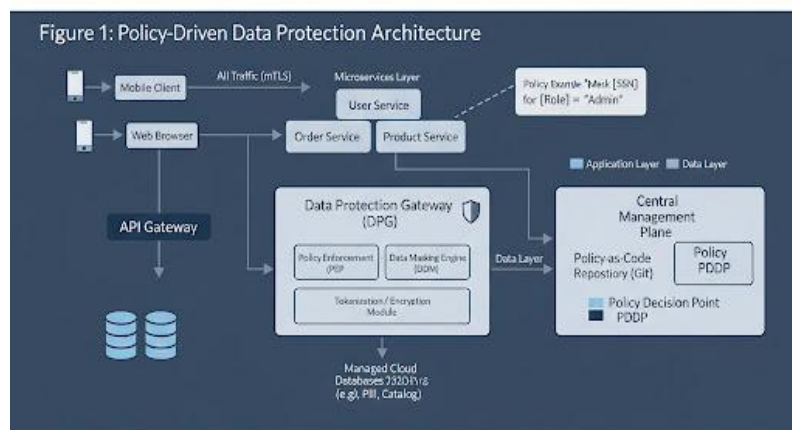 Figure 1: Policy-Driven Data Protection Architecture
Mobile Client
All Traffic (mTLS)
Microservices Layer
User Service
Policy Example "Mesk [SSN]
for [Role] = "Admin"
Web Browser
Order Service
Product Service
Application Layer
Data Layer
API Gateway
Data Protection Gateway
(DPG)
Policy Enforcement
(PEP
Data Masking Engine
(DDM)
Tokenization / Encryption
Module
Data Layer
Central
Management
Plane
Policy-as-Code
Repostiory (Git)
Policy
PDDP
Policy Decision Point
PDDP
Managed Cloud
Databases
(e.g), PIII, Catalog)